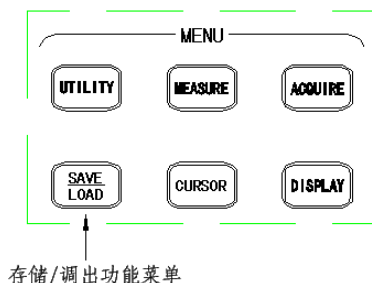 MENU
UTILITY MEASURE ACQUIRE
SAVE CURSOR DISPLAY
LOAD
存储/调出功能菜单